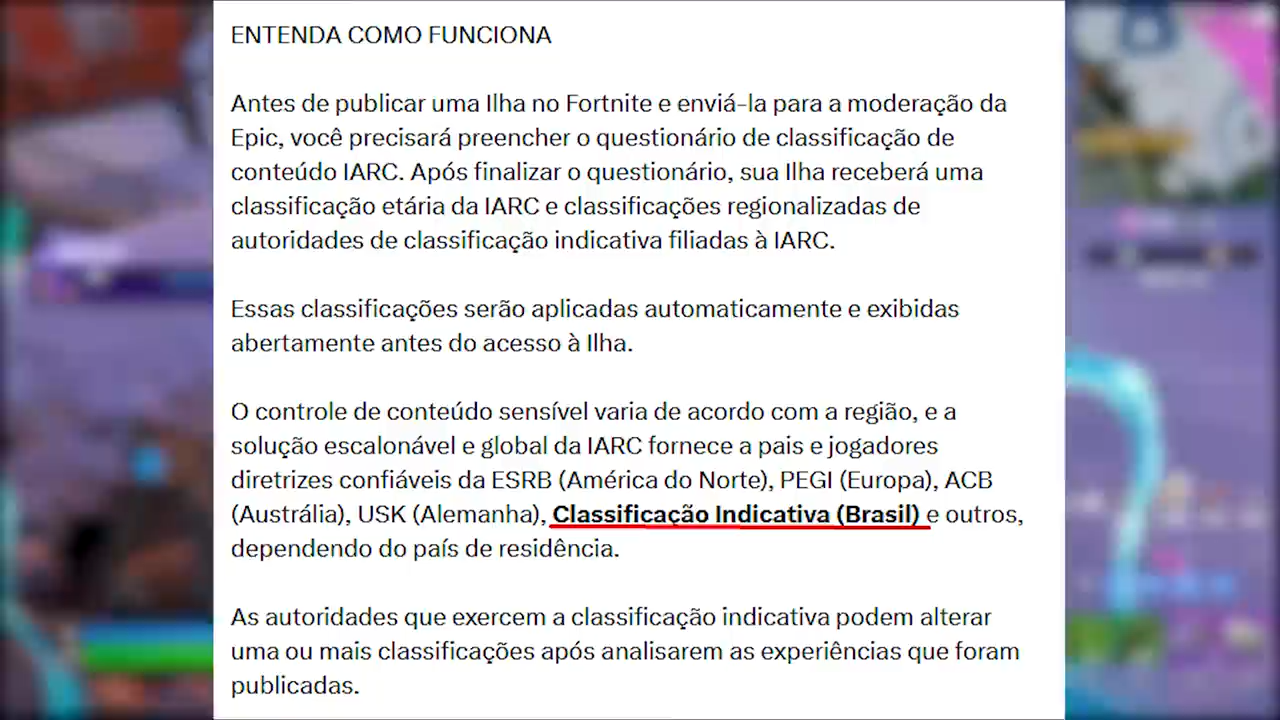 ENTENDA COMO FUNCIONA
Antes de publicar uma Ilha no Fortnite e enviá-la para a moderação da
Epic, você precisará preencher o questionário de classificação de
conteúdo IARC. Após finalizar o questionário, sua Ilha receberá uma
classificação etária da IARC e classificações regionalizadas de
autoridades de classificação indicativa filiadas à IARC.
Essas classificações serão aplicadas automaticamente e exibidas
abertamente antes do acesso à Ilha.
O controle de conteúdo sensível varia de acordo com a região, e a
solução escalonável e global da IARC fornece a pais e jogadores
diretrizes confiáveis da ESRB (América do Norte), PEGI (Europa), ACB
(Austrália), USK (Alemanha), Classificação Indicativa (Brasil) e outros,
dependendo do país de residência.
As autoridades que exercem a classificação indicativa podem alterar
uma ou mais classificações após analisarem as experiências que foram
publicadas.